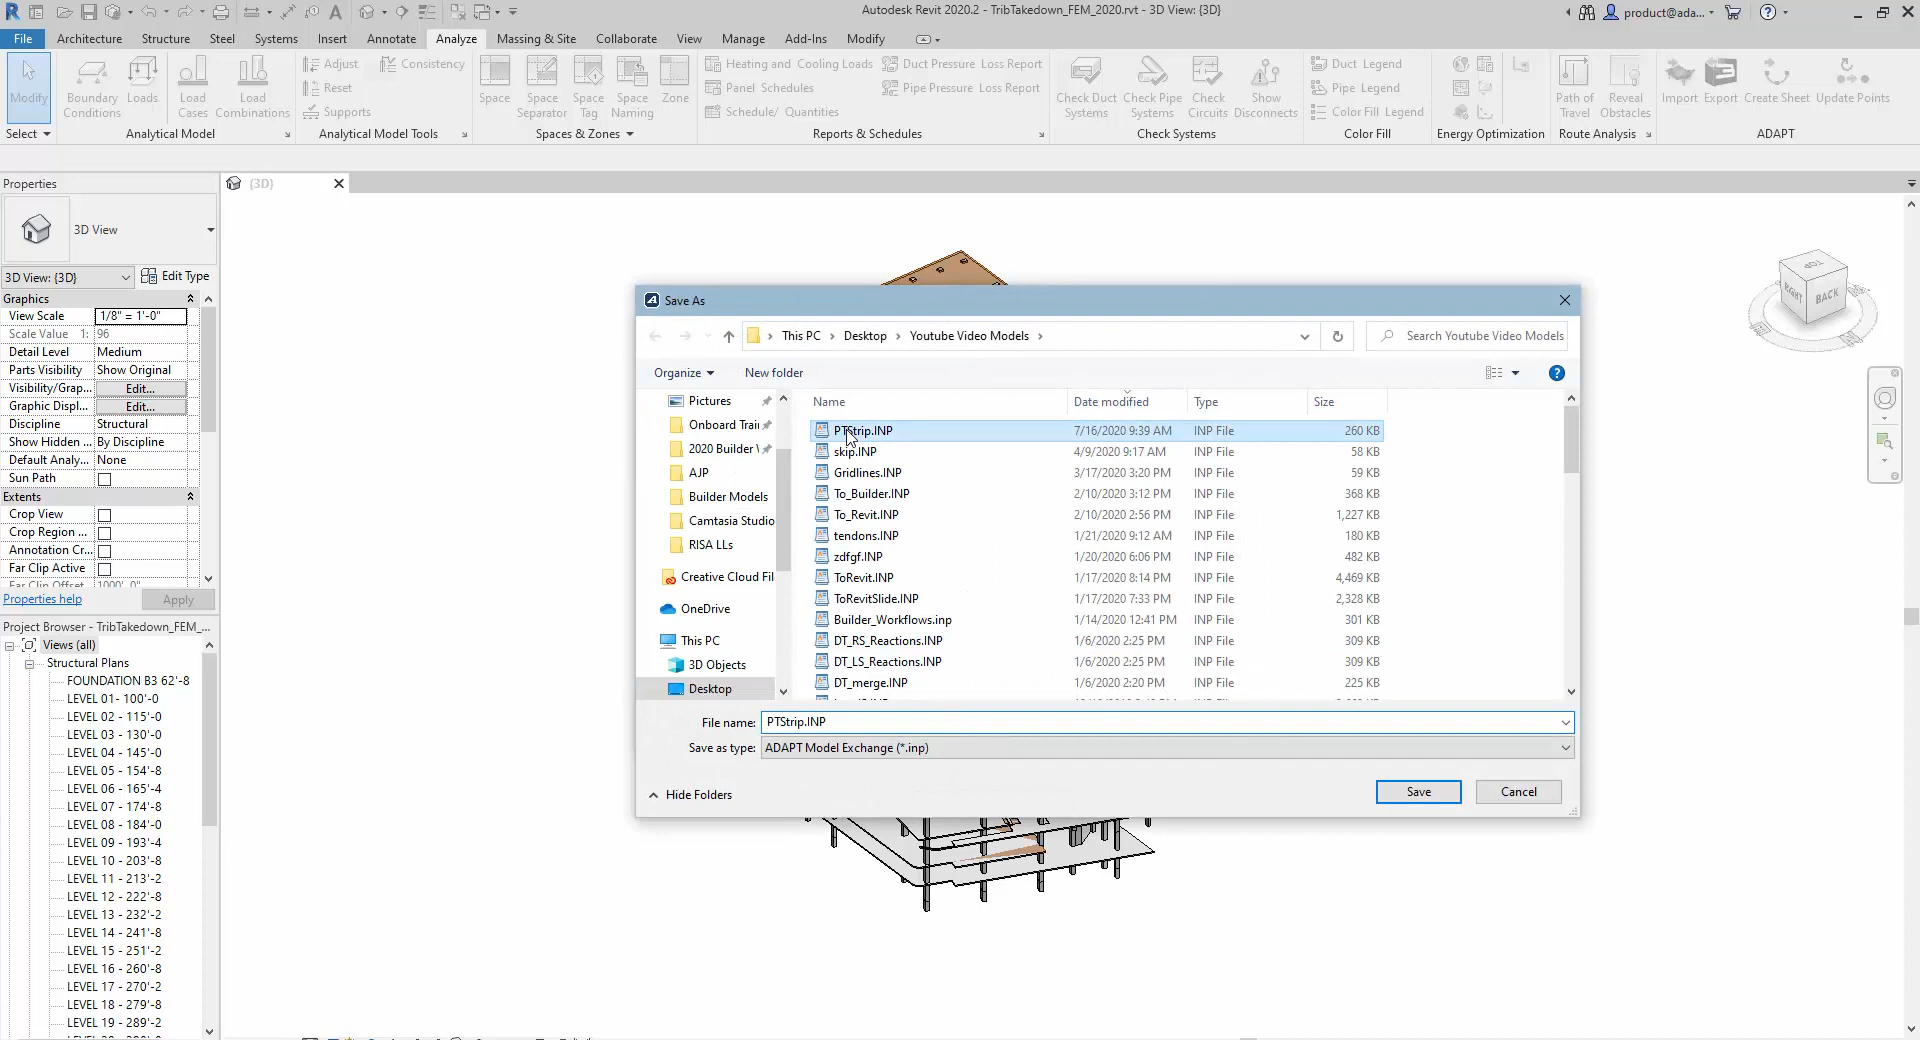 Autodesk Revit 2020.2 - TribTakedown_FEM_2020.rvt - 3D View: {3D}
product@ada...
File Architecture Structure Steel Systems Insert Annotate Analyze Massing & Site Collaborate View Manage Add-Ins Modify
Modify
Boundary Conditions
Loads
Load Cases
Load Combinations
Adjust
Reset
Supports
Consistency
Space
Space Separator
Space Tag
Space Naming
Zone
Heating and Cooling Loads
Panel Schedules
Schedule/ Quantities
Duct Pressure Loss Report
Pipe Pressure Loss Report
Check Duct Systems
Check Pipe Systems
Check Circuits
Show Disconnects
Duct Legend
Pipe Legend
Color Fill Legend
Path of Travel
Reveal Obstacles
Import
Export
Create Sheet
Update Points
Select
Analytical Model
Analytical Model Tools
Spaces & Zones
Reports & Schedules
Check Systems
Color Fill
Energy Optimization
Route Analysis
ADAPT
Properties
{3D}
3D View
3D View: {3D}
Edit Type
Graphics
View Scale 1/8" = 1'-0"
Scale Value 1: 96
Detail Level Medium
Parts Visibility Show Original
Visibility/Grap... Edit...
Graphic Displ... Edit...
Discipline Structural
Show Hidden ... By Discipline
Default Analy... None
Sun Path
Extents
Crop View
Crop Region ...
Annotation Cr...
Far Clip Active
Far Clip Offset 1000' 0"
Properties help
Apply
Project Browser - TribTakedown_FEM_...
Views (all)
Structural Plans
FOUNDATION B3 62'-8
LEVEL 01- 100'-0
LEVEL 02 - 115'-0
LEVEL 03 - 130'-0
LEVEL 04 - 145'-0
LEVEL 05 - 154'-8
LEVEL 06 - 165'-4
LEVEL 07 - 174'-8
LEVEL 08 - 184'-0
LEVEL 09 - 193'-4
LEVEL 10 - 203'-8
LEVEL 11 - 213'-2
LEVEL 12 - 222'-8
LEVEL 13 - 232'-2
LEVEL 14 - 241'-8
LEVEL 15 - 251'-2
LEVEL 16 - 260'-8
LEVEL 17 - 270'-2
LEVEL 18 - 279'-8
LEVEL 19 - 289'-2
Save As
This PC › Desktop › Youtube Video Models ›
Search Youtube Video Models
Organize
New folder
Pictures
Onboard Trai
2020 Builder \
AJP
Builder Models
Camtasia Studio
RISA LLs
Creative Cloud Fil
OneDrive
This PC
3D Objects
Desktop
Name Date modified Type Size
PTStrip.INP 7/16/2020 9:39 AM INP File 260 KB
skip.INP 4/9/2020 9:17 AM INP File 58 KB
Gridlines.INP 3/17/2020 3:20 PM INP File 59 KB
To_Builder.INP 2/10/2020 3:12 PM INP File 368 KB
To_Revit.INP 2/10/2020 2:56 PM INP File 1,227 KB
tendons.INP 1/21/2020 9:12 AM INP File 180 KB
zdfgf.INP 1/20/2020 6:06 PM INP File 482 KB
ToRevit.INP 1/17/2020 8:14 PM INP File 4,469 KB
ToRevitSlide.INP 1/17/2020 7:33 PM INP File 2,328 KB
Builder_Workflows.inp 1/14/2020 12:41 PM INP File 301 KB
DT_RS_Reactions.INP 1/6/2020 2:25 PM INP File 309 KB
DT_LS_Reactions.INP 1/6/2020 2:25 PM INP File 309 KB
DT_merge.INP 1/6/2020 2:20 PM INP File 225 KB
File name: PTStrip.INP
Save as type: ADAPT Model Exchange (*.inp)
Hide Folders
Save
Cancel
TOP
RIGHT
BACK